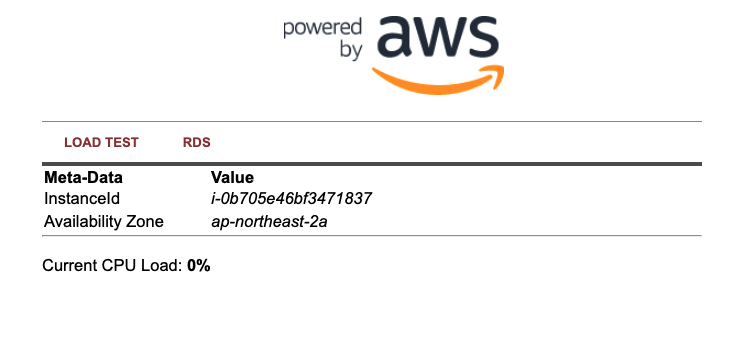 powered
by
aws
LOAD TEST RDS
Meta-Data Value
InstanceId i-0b705e46bf3471837
Availability Zone ap-northeast-2a
Current CPU Load: 0%